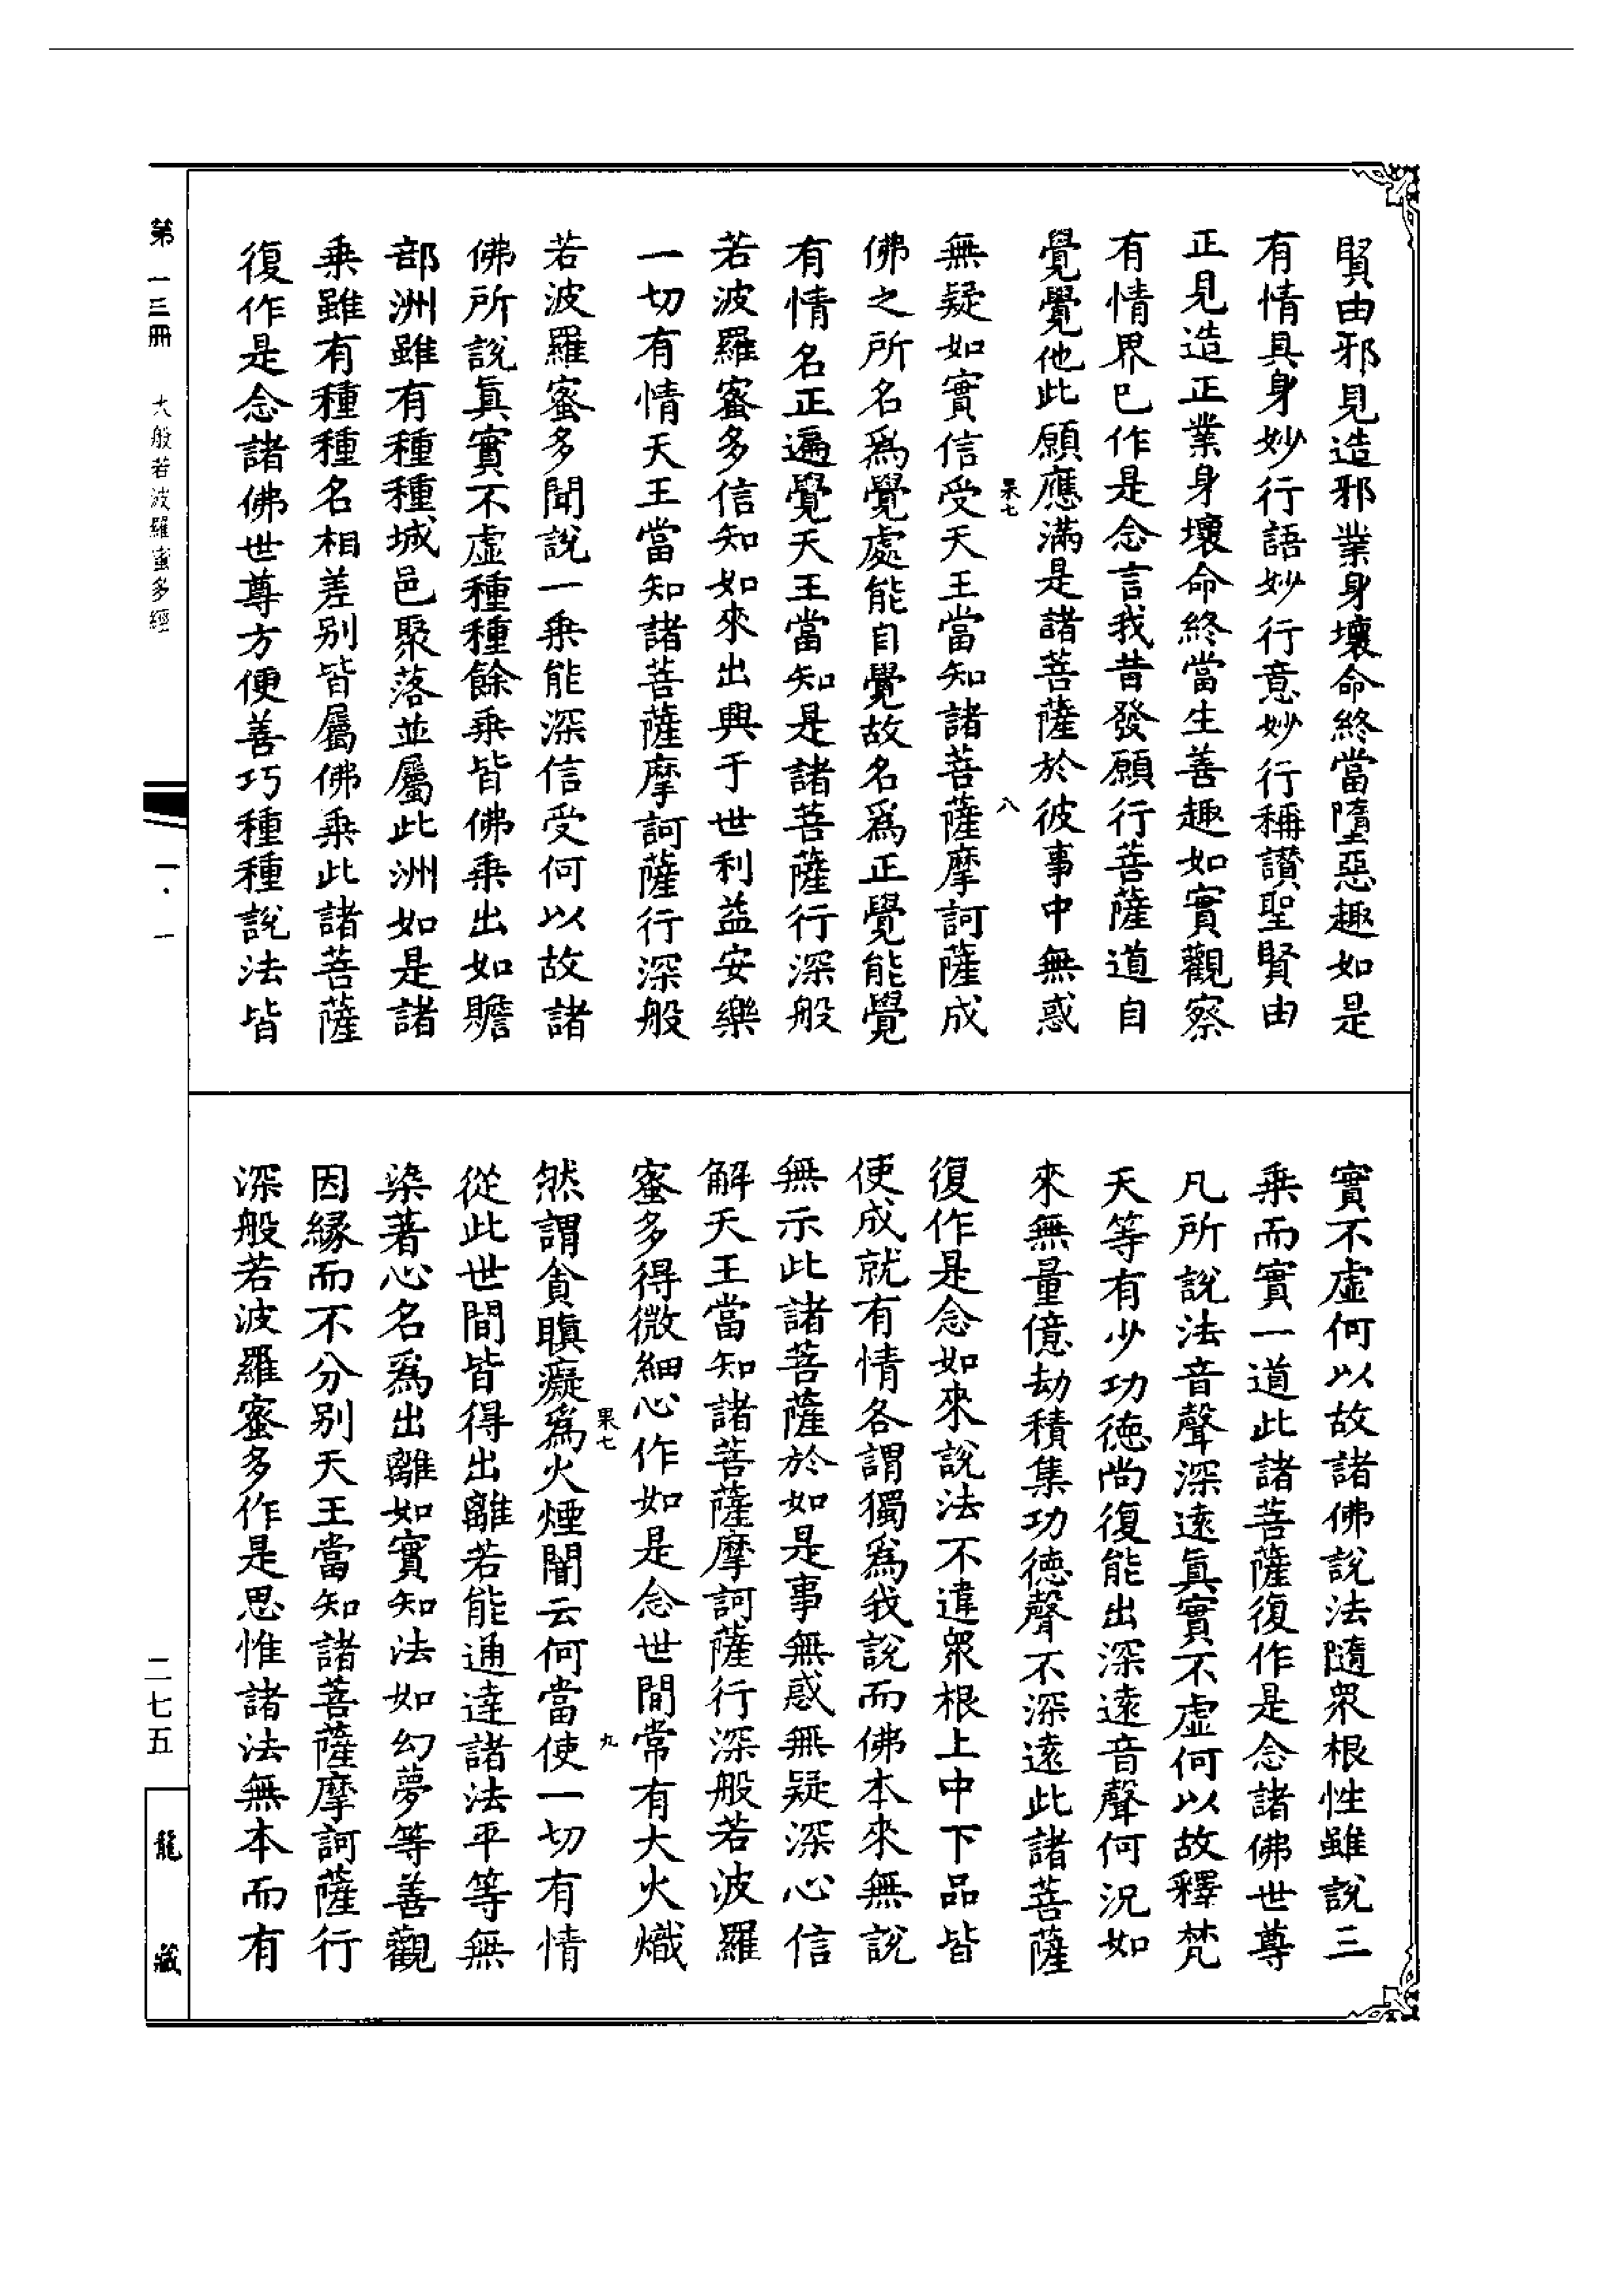 賢由邪見造邪業身壞命終當墮惡趣如是
有情具身妙行語妙行意妙行稱讚聖賢由
正見造正業身壞命終當生善趣如實觀察
有情界已作是念言我昔發願行菩薩道自
覺覺他此願應滿是諸菩薩於彼事中無惑
果七 八
無疑如實信受天王當知諸菩薩摩訶薩成
佛之所名爲覺處能自覺故名爲正覺能覺
有情名正遍覺天王當知是諸菩薩行深般
若波羅蜜多信知如來出興于世利益安樂
一切有情天王當知諸菩薩摩訶薩行深般
若波羅蜜多聞說一乘能深信受何以故諸
佛所說眞實不虛種種餘乘皆佛乘出如贍
部洲雖有種種城邑聚落並屬此洲如是諸
乘雖有種種名相差別皆屬佛乘此諸菩薩
復作是念諸佛世尊方便善巧種種說法皆
實不虛何以故諸佛說法隨衆根性雖說三
乘而實一道此諸菩薩復作是念諸佛世尊
凡所說法音聲深遠眞實不虛何以故釋梵
天等有少功德尚復能出深遠音聲何況如
來無量億劫積集功德聲不深遠此諸菩薩
復作是念如來說法不違衆根上中下品皆
使成就有情各謂獨爲我說而佛本來無說
無示此諸菩薩於如是事無惑無疑深心信
解天王當知諸菩薩摩訶薩行深般若波羅
蜜多得微細心作如是念世間常有大火熾
果七 九
然謂貪瞋癡爲火煙闇云何當使一切有情
從此世間皆得出離若能通達諸法平等無
染著心名爲出離如實知法如幻夢等善觀
因緣而不分別天王當知諸菩薩摩訶薩行
深般若波羅蜜多作是思惟諸法無本而有
第一三冊 大般若波羅蜜多經
一·一
二七五
龍藏